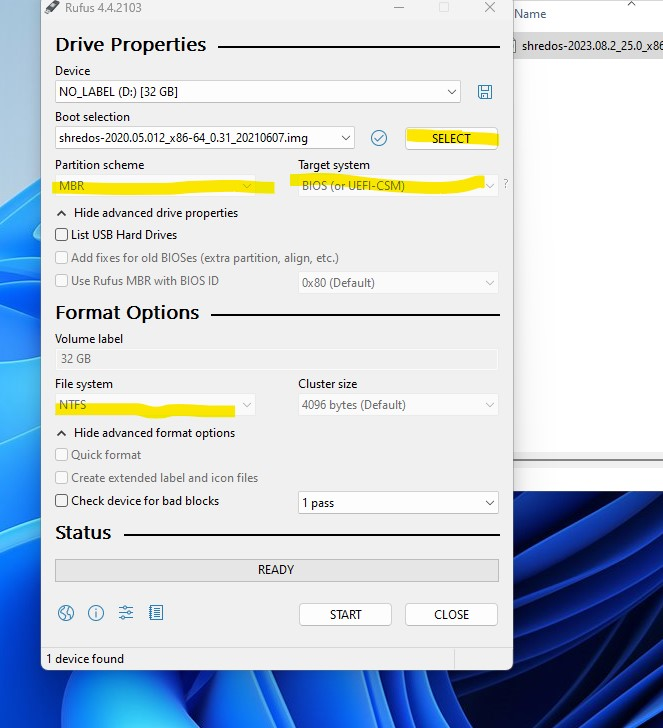 Rufus 4.4.2103
Name
Drive Properties
shredos-2023.08.2_25.0_x86
Device
NO_LABEL (D:) [32 GB]
Boot selection
shredos-2020.05.012_x86-64_0.31_20210607.img
SELECT
Partition scheme
Target system
MBR
BIOS (or UEFI-CSM)
?
Hide advanced drive properties
List USB Hard Drives
Add fixes for old BIOSes (extra partition, align, etc.)
Use Rufus MBR with BIOS ID
0x80 (Default)
Format Options
Volume label
32 GB
File system
Cluster size
NTFS
4096 bytes (Default)
Hide advanced format options
Quick format
Create extended label and icon files
Check device for bad blocks
1 pass
Status
READY
START
CLOSE
1 device found